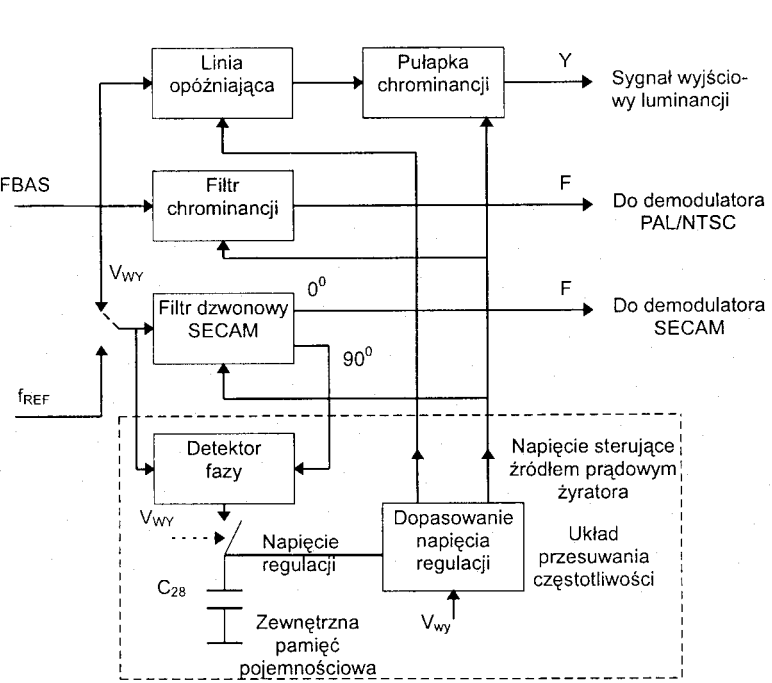 Linia
opóźniająca
Pułapka
chrominancji
Y
Sygnał wyjścio-
wy luminancji
FBAS
Filtr
chrominancji
F
Do demodulatora
PAL/NTSC
V_WY
Filtr dzwonowy
SECAM
0⁰
F
Do demodulatora
SECAM
90⁰
f_REF
Detektor
fazy
Napięcie sterujące
źródłem prądowym
żyratora
V_WY
Napięcie
regulacji
Dopasowanie
napięcia
regulacji
Układ
przesuwania
częstotliwości
C₂₈
Zewnętrzna
pamięć
pojemnościowa
V_wy